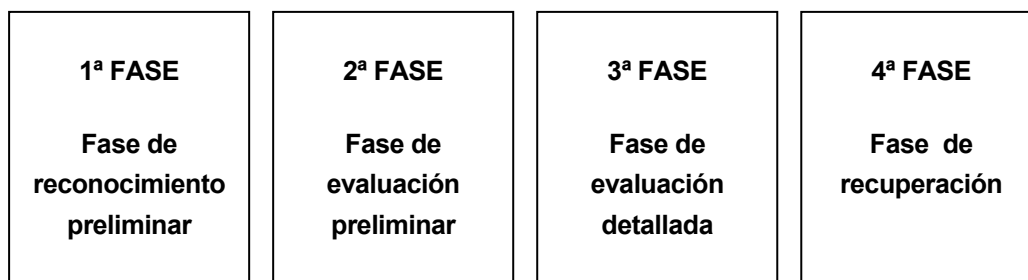 1ª FASE
Fase de
reconocimiento
preliminar
2ª FASE
Fase de
evaluación
preliminar
3ª FASE
Fase de
evaluación
detallada
4ª FASE
Fase de
recuperación